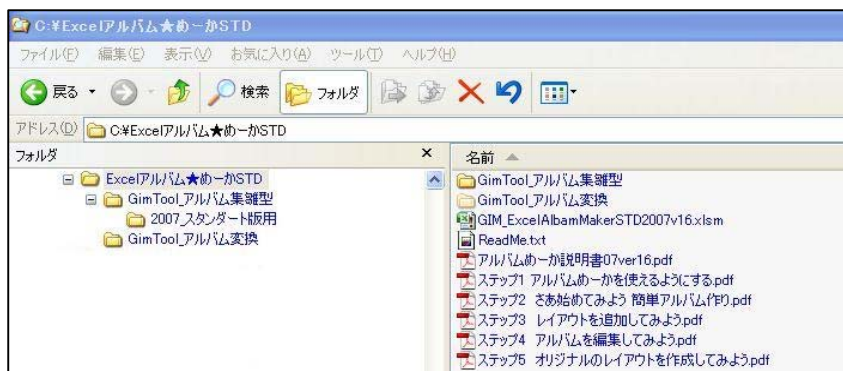 C:¥Excelアルバム★めーかSTD
ファイル(F) 編集(E) 表示(V) お気に入り(A) ツール(T) ヘルプ(H)
戻る 検索 フォルダ
アドレス(D) C:¥Excelアルバム★めーかSTD
フォルダ ×
Excelアルバム★めーかSTD
GimTool_アルバム集雛型
2007_スタンダード版用
GimTool_アルバム変換
名前
GimTool_アルバム集雛型
GimTool_アルバム変換
GIM_ExcelAlbamMakerSTD2007v16.xlsm
ReadMe.txt
アルバムめーか説明書07ver16.pdf
ステップ1 アルバムめーかを使えるようにする.pdf
ステップ2 さあ始めてみよう 簡単アルバム作り.pdf
ステップ3 レイアウトを追加してみよう.pdf
ステップ4 アルバムを編集してみよう.pdf
ステップ5 オリジナルのレイアウトを作成してみよう.pdf